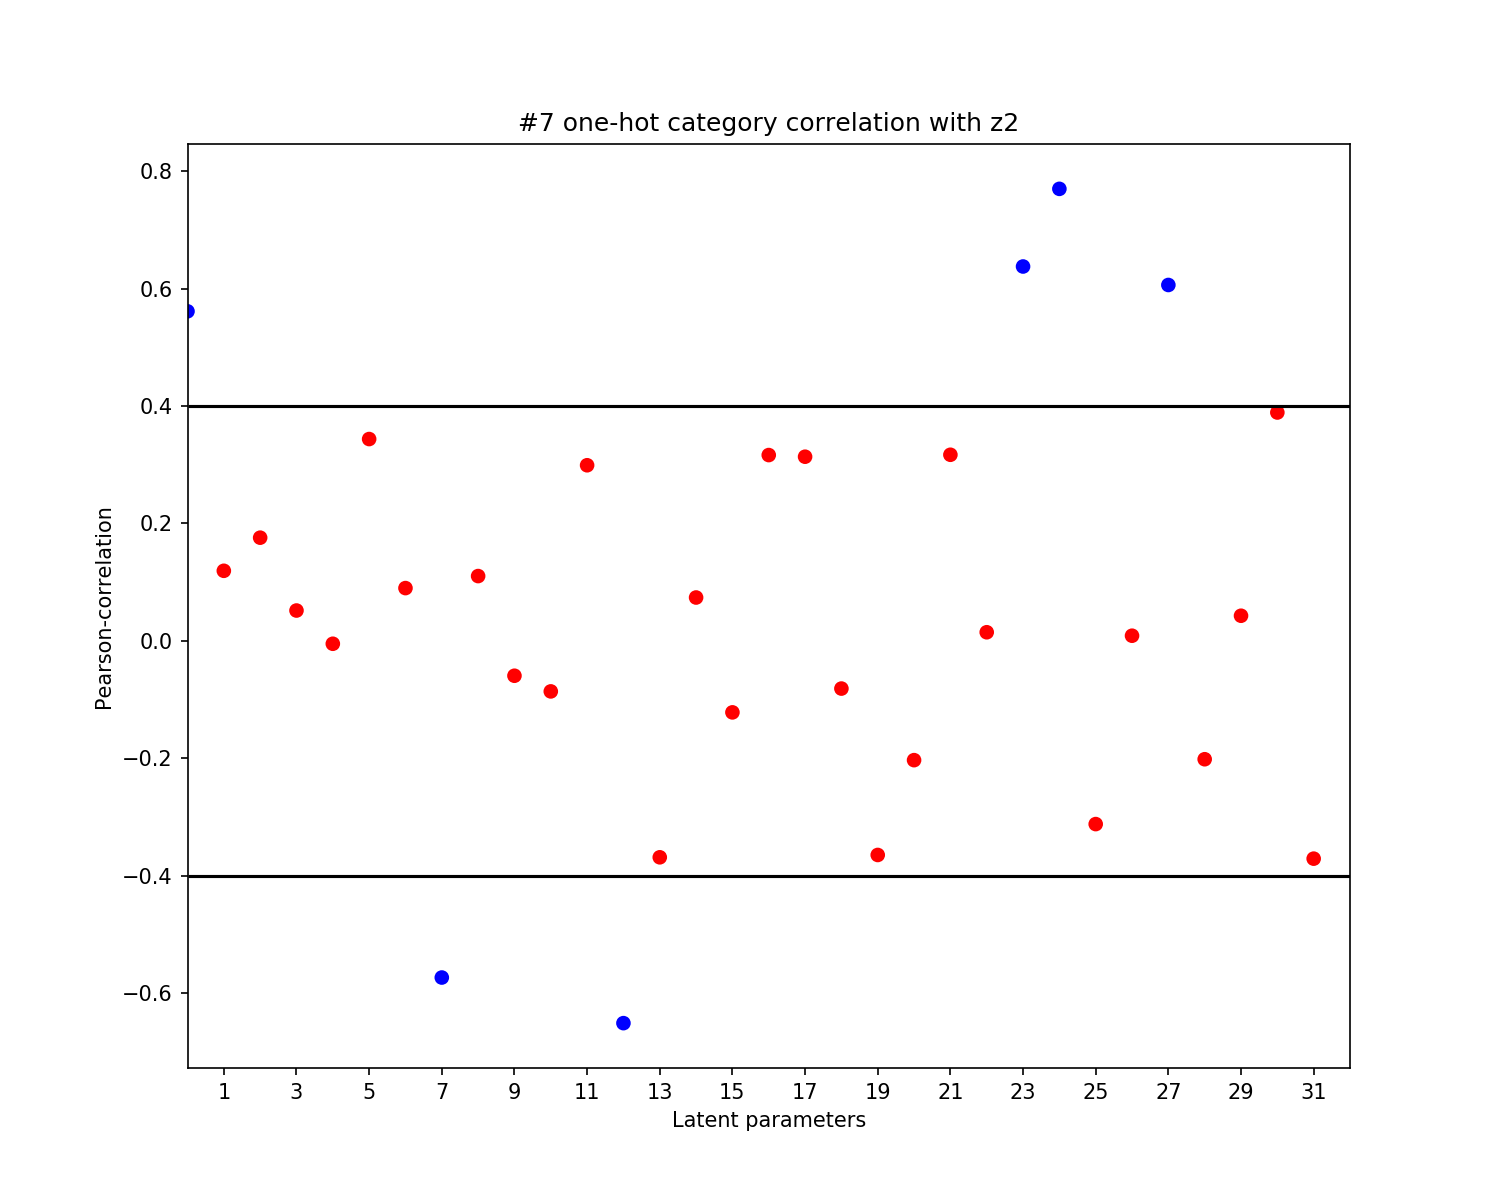 #7 one-hot category correlation with z2
0.8
0.6
0.4
0.2
0.0
−0.2
−0.4
−0.6
Pearson-correlation
1 3 5 7 9 11 13 15 17 19 21 23 25 27 29 31
Latent parameters